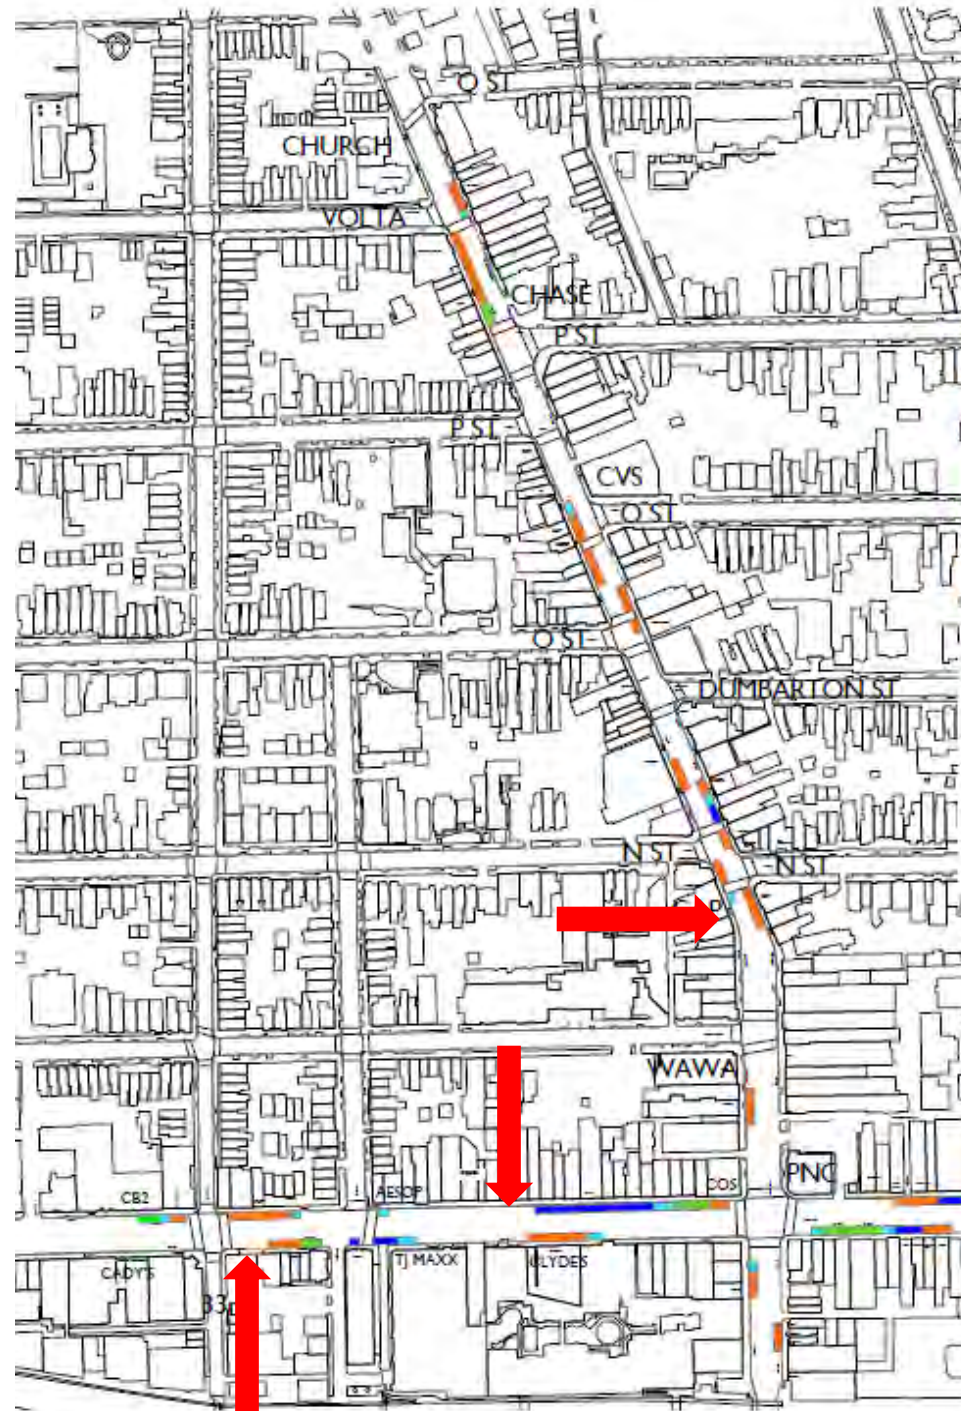 Q ST
CHURCH
VOLTA
CHASE
P ST
P ST
CVS
O ST
O ST
DUMBARTON ST
N ST
N ST
WAWA
PNC
AESOP
COS
CB2
TJ MAXX
CLYDES
CADY'S
33